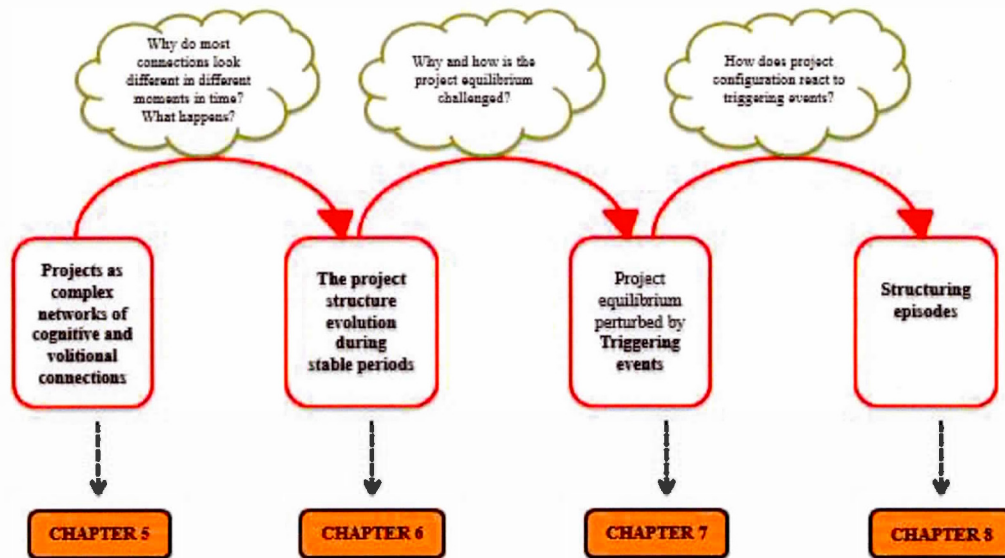 Why do most
connections look
different in different
moments in time?
What happens?
Why and how is the
project equilibrium
challenged?
How does project
configuration react to
triggering events?
Projects as
complex
networks of
cognitive and
volitional
connections
The project
structure
evolution
during
stable periods
Project
equilibrium
perturbed by
Triggering
events
Structuring
episodes
CHAPTER 5
CHAPTER 6
CHAPTER 7
CHAPTER 8